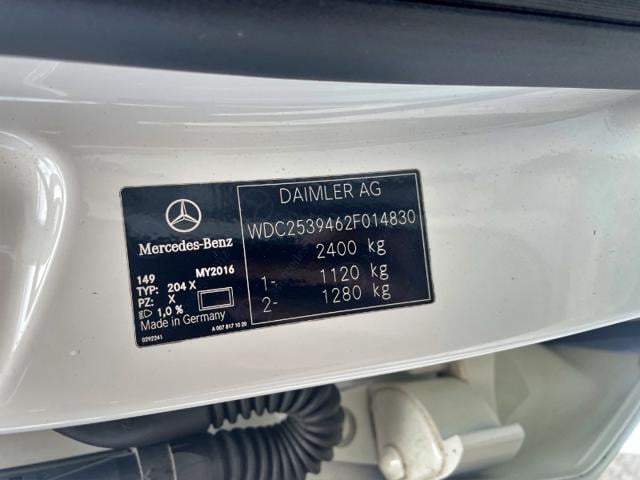 DAIMLER AG
WDC2539462F014830
2400 kg
1- 1120 kg
2- 1280 kg
Mercedes-Benz
149 MY2016
TYP: 204 X
PZ: X
1,0 %
Made in Germany
0292241 A 007 817 10 20